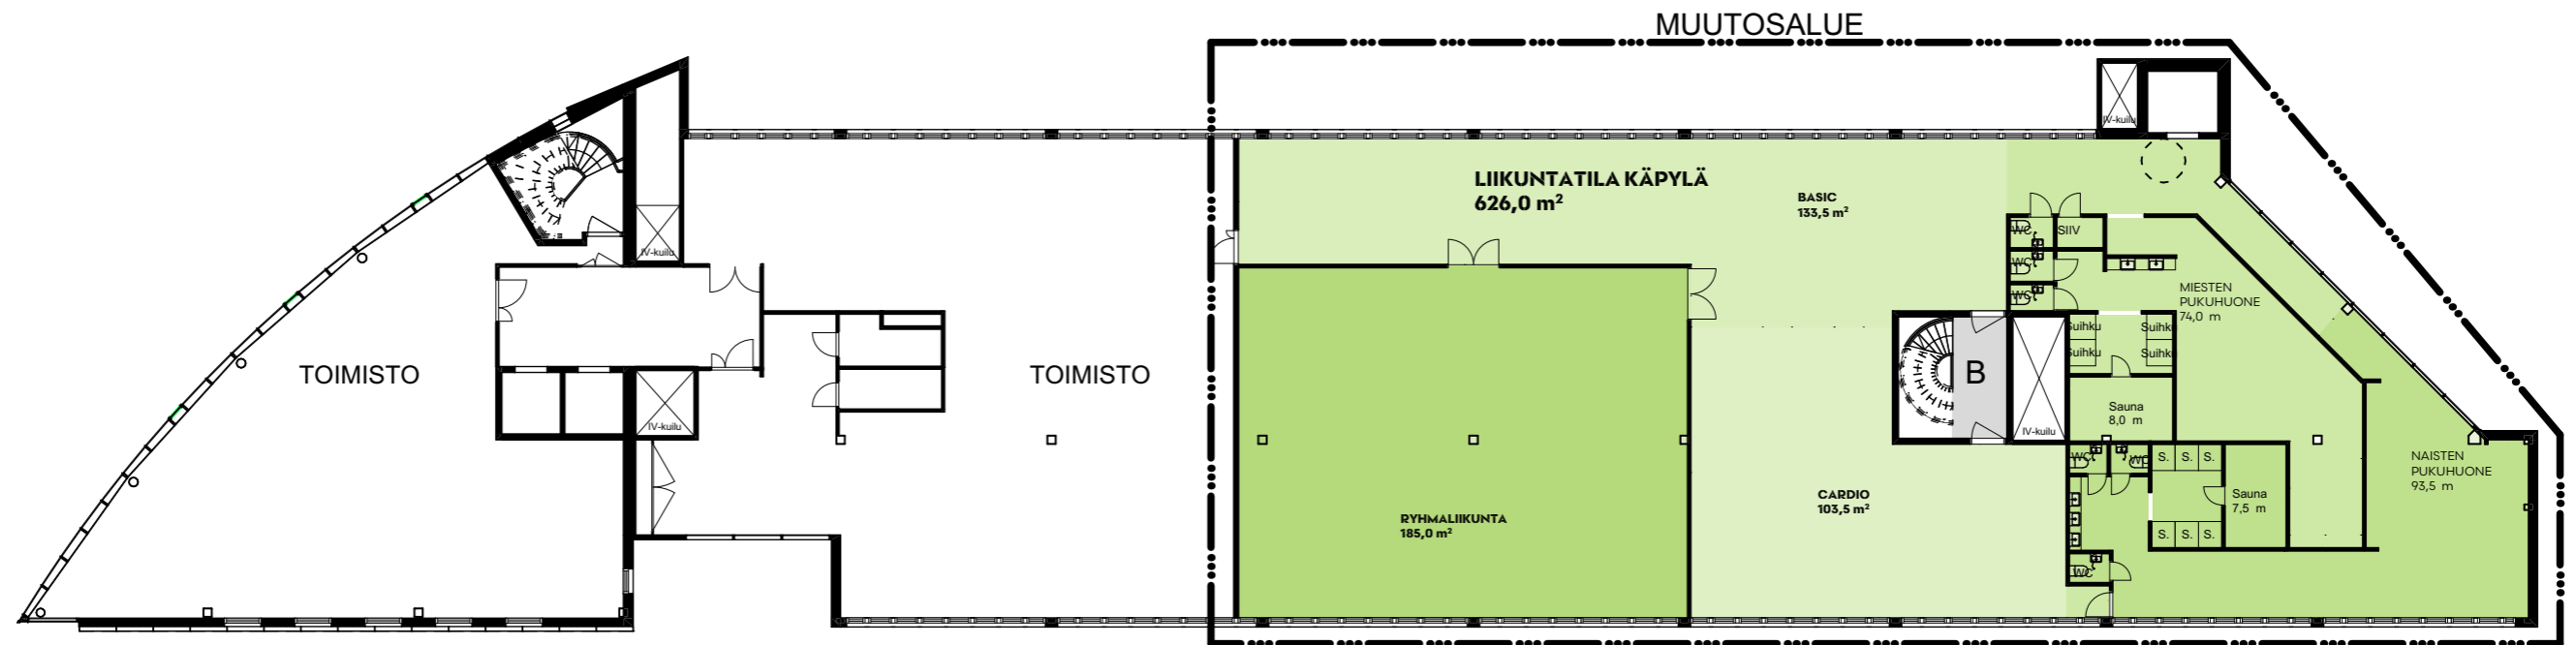 MUUTOSALUE
IV-kuilu
LIIKUNTATILA KÄPYLÄ
626,0 m²
BASIC
133,5 m²
IV-kuilu
WC
SIIV
WC
WC
MIESTEN
PUKUHUONE
74,0 m
Suihku
Suihku
Suihku
Suihku
TOIMISTO
TOIMISTO
B
IV-kuilu
IV-kuilu
Sauna
8,0 m
WC
WC
S.
S.
S.
NAISTEN
PUKUHUONE
93,5 m
CARDIO
103,5 m²
Sauna
7,5 m
RYHMALIIKUNTA
185,0 m²
S.
S.
S.
WC